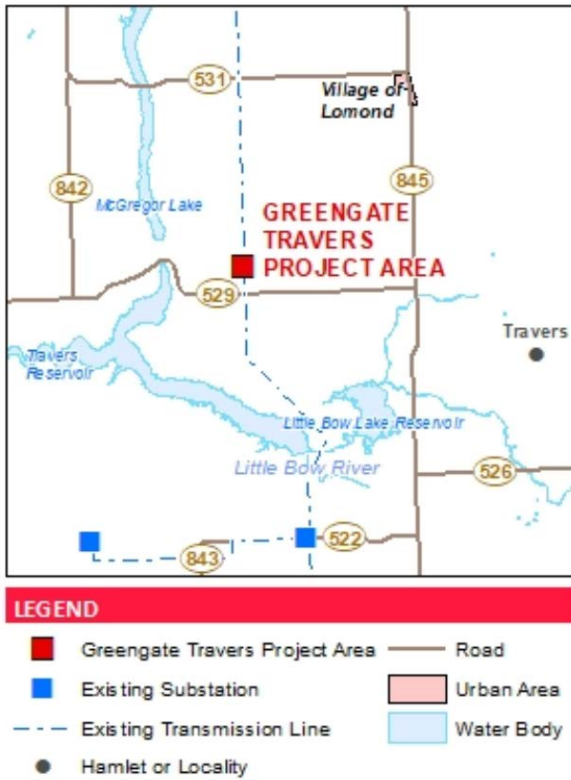 531
Village of
Lomond
842
845
McGregor Lake
GREENGATE
TRAVERS
PROJECT AREA
529
Travers
Travers
Reservoir
Little Bow Lake Reservoir
Little Bow River
526
522
843
LEGEND
Greengate Travers Project Area
Road
Existing Substation
Urban Area
Existing Transmission Line
Water Body
Hamlet or Locality